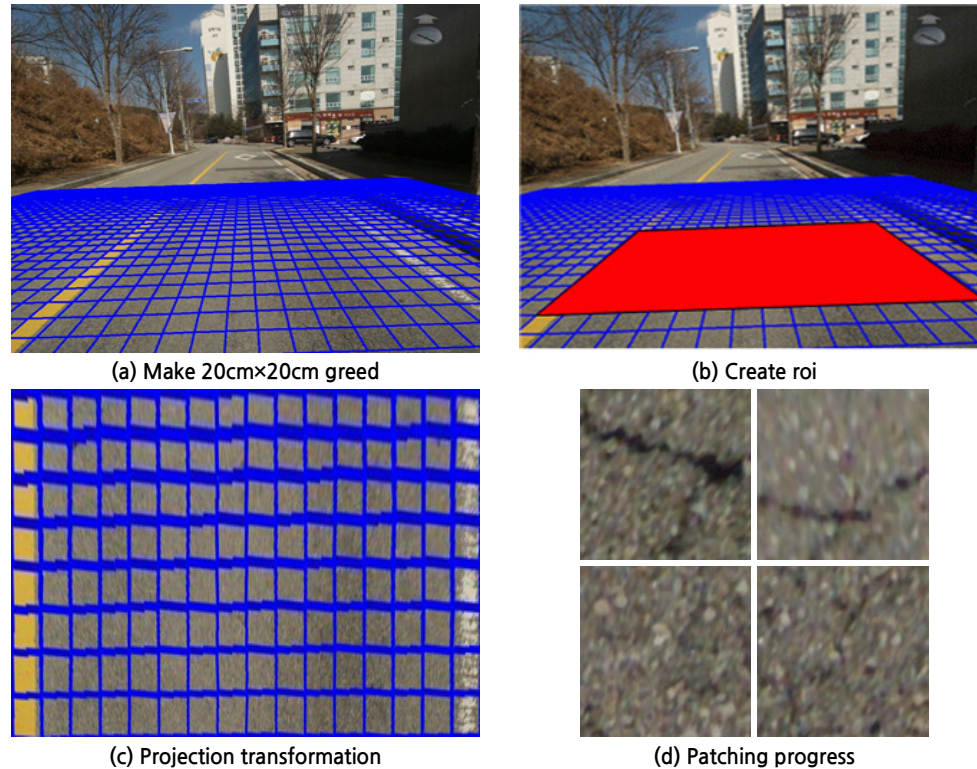 (a) Make 20cm×20cm greed
(b) Create roi
(c) Projection transformation
(d) Patching progress